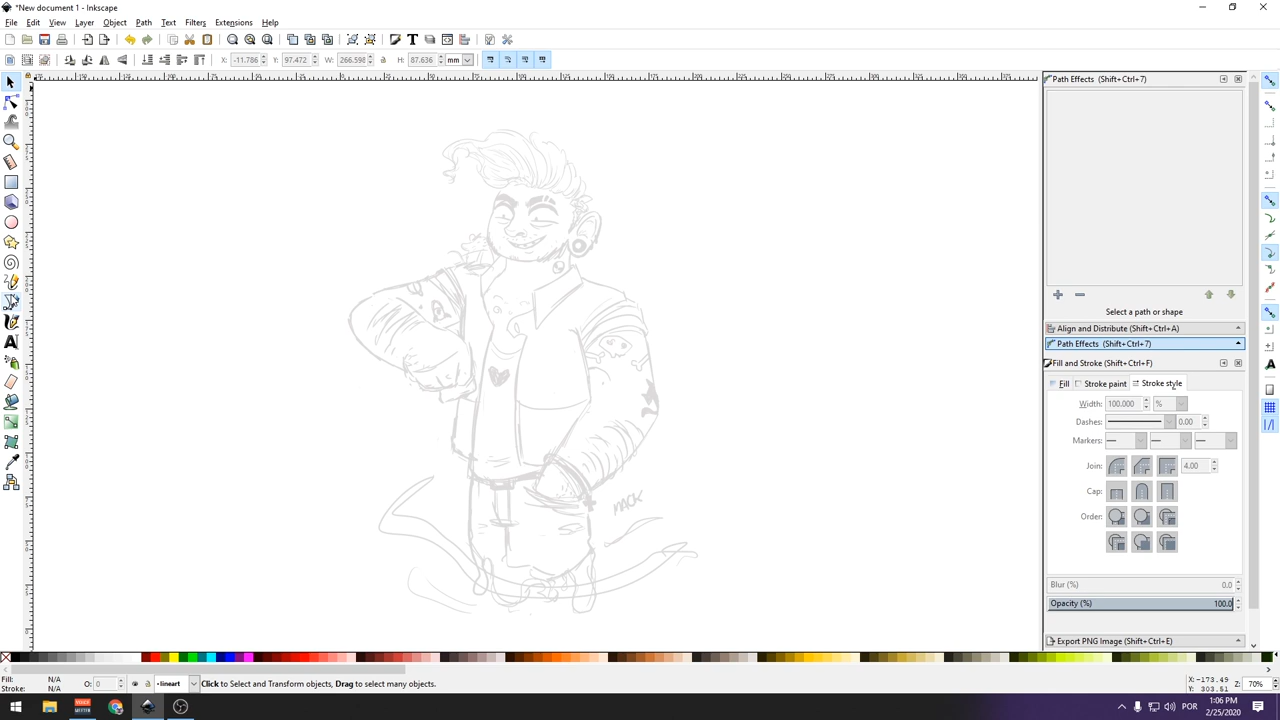 *New document 1 - Inkscape
File Edit View Layer Object Path Text Filters Extensions Help
X: -11.786 Y: 97.472 W: 266.598 H: 87.636 mm
Path Effects (Shift+Ctrl+7)
Select a path or shape
Align and Distribute (Shift+Ctrl+A)
Path Effects (Shift+Ctrl+7)
Fill and Stroke (Shift+Ctrl+F)
Fill Stroke paint Stroke style
Width: 100.000 %
Dashes: 0.00
Markers:
Join: 4.00
Cap:
Order:
MACK
Blur (%) 0.0
Opacity (%) 100.0
Export PNG Image (Shift+Ctrl+E)
Fill: N/A
Stroke: N/A
O: 0
lineart
Click to Select and Transform objects, Drag to select many objects.
X: -173.49
Y: 303.51
Z: 70%
POR
1:06 PM
2/25/2020